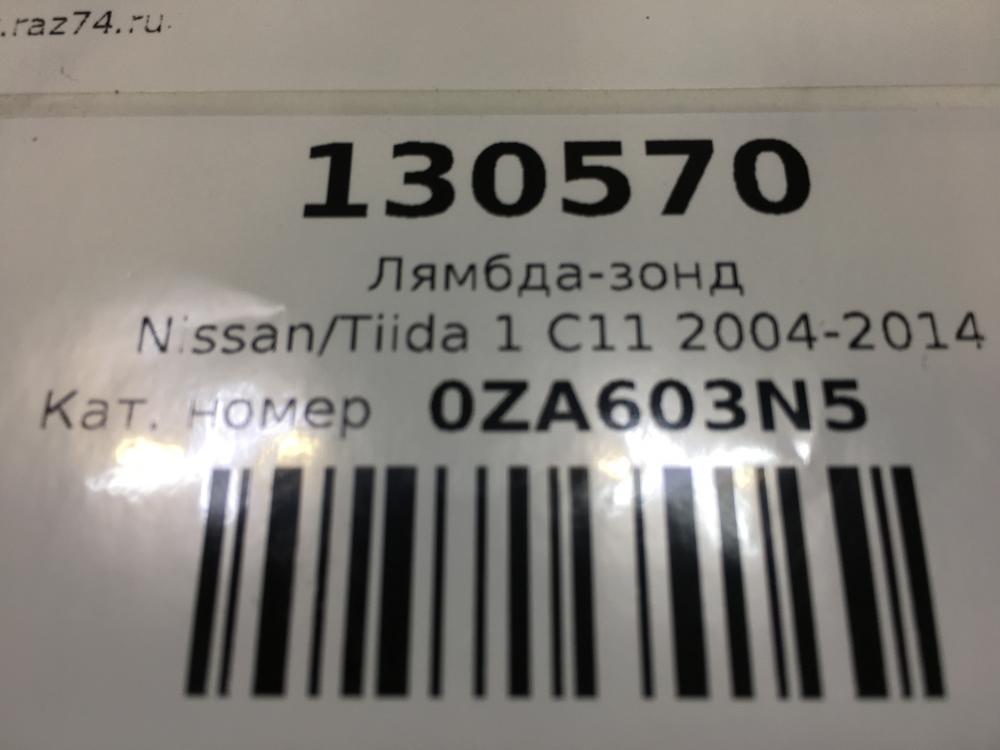 .raz74.ru
130570
Лямбда-зонд
Nissan/Tiida 1 C11 2004-2014
Кат. номер 0ZA603N5